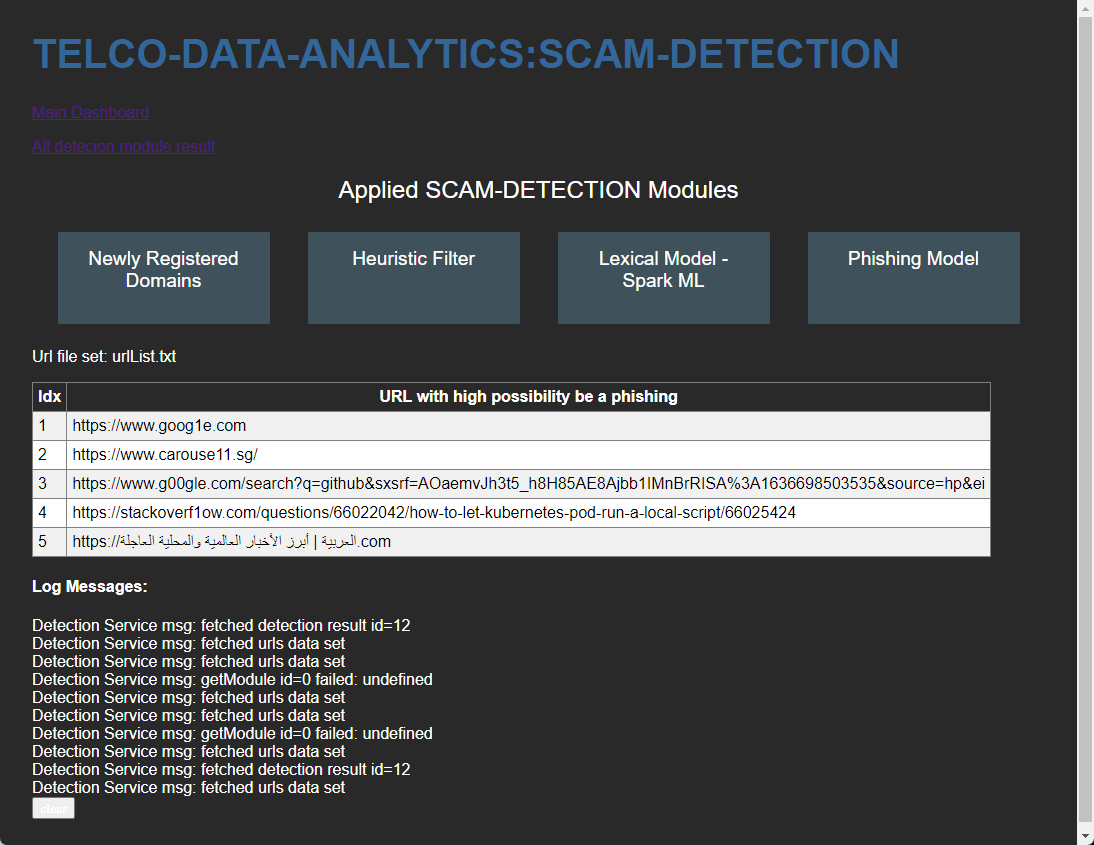 TELCO-DATA-ANALYTICS:SCAM-DETECTION
Main Dashboard
All detecion module result
Applied SCAM-DETECTION Modules
Newly Registered
Domains
Heuristic Filter
Lexical Model -
Spark ML
Phishing Model
Url file set: urlList.txt
Idx URL with high possibility be a phishing
1 https://www.goog1e.com
2 https://www.carouse11.sg/
3 https://www.g00gle.com/search?q=github&sxsrf=AOaemvJh3t5_h8H85AE8Ajbb1IMnBrRISA%3A1636698503535&source=hp&ei
4 https://stackoverf1ow.com/questions/66022042/how-to-let-kubernetes-pod-run-a-local-script/66025424
5 https://العربية | أبرز الأخبار العالمية والمحلية العاجلة.com
Log Messages:
Detection Service msg: fetched detection result id=12
Detection Service msg: fetched urls data set
Detection Service msg: fetched urls data set
Detection Service msg: getModule id=0 failed: undefined
Detection Service msg: fetched urls data set
Detection Service msg: fetched urls data set
Detection Service msg: getModule id=0 failed: undefined
Detection Service msg: fetched urls data set
Detection Service msg: fetched detection result id=12
Detection Service msg: fetched urls data set
clear